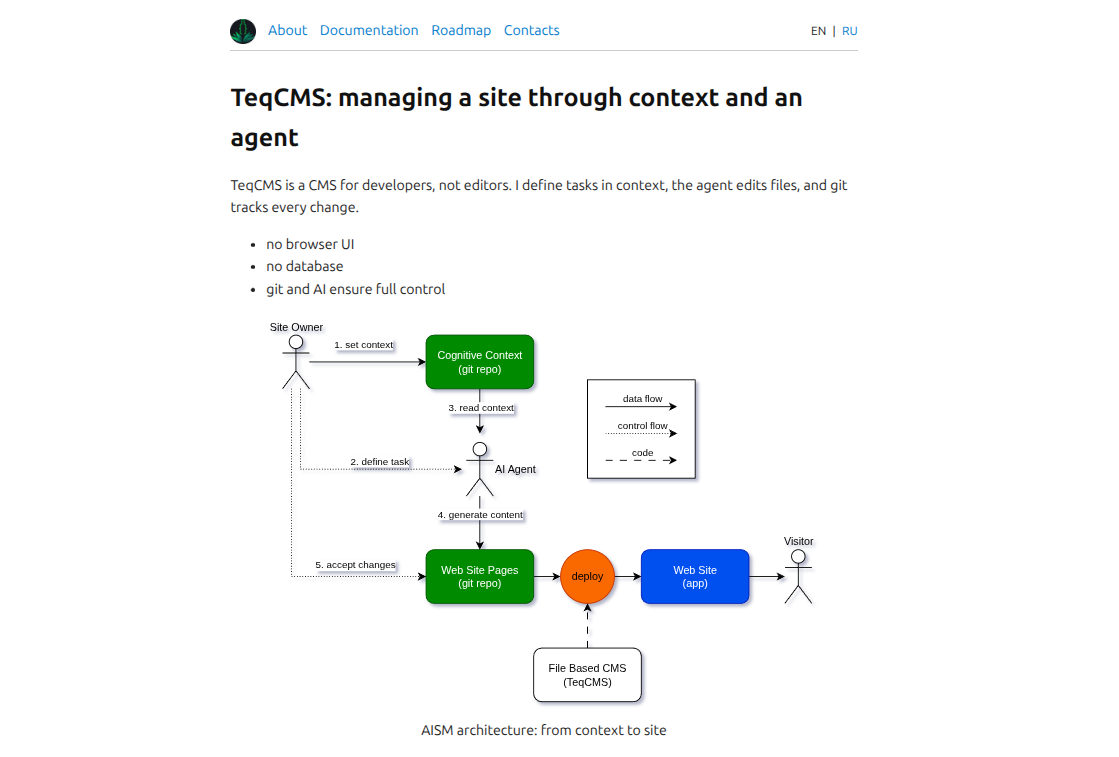 About Documentation Roadmap Contacts EN | RU
TeqCMS: managing a site through context and an
agent
TeqCMS is a CMS for developers, not editors. I define tasks in context, the agent edits files, and git
tracks every change.
• no browser UI
• no database
• git and AI ensure full control
Site Owner
1. set context
Cognitive Context
(git repo)
data flow
control flow
code
3. read context
2. define task
AI Agent
4. generate content
Visitor
5. accept changes
Web Site Pages
(git repo)
deploy
Web Site
(app)
File Based CMS
(TeqCMS)
AISM architecture: from context to site